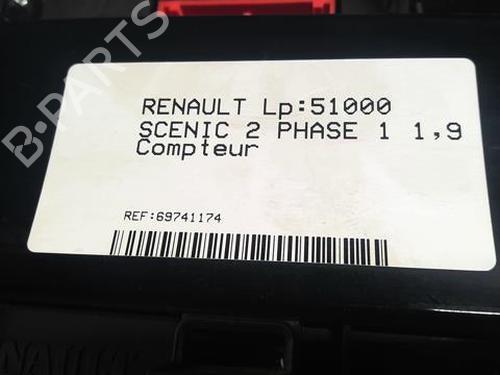 B-PARTS
RENAULT Lp:51000
SCENIC 2 PHASE 1 1,9
Compteur
REF:69741174